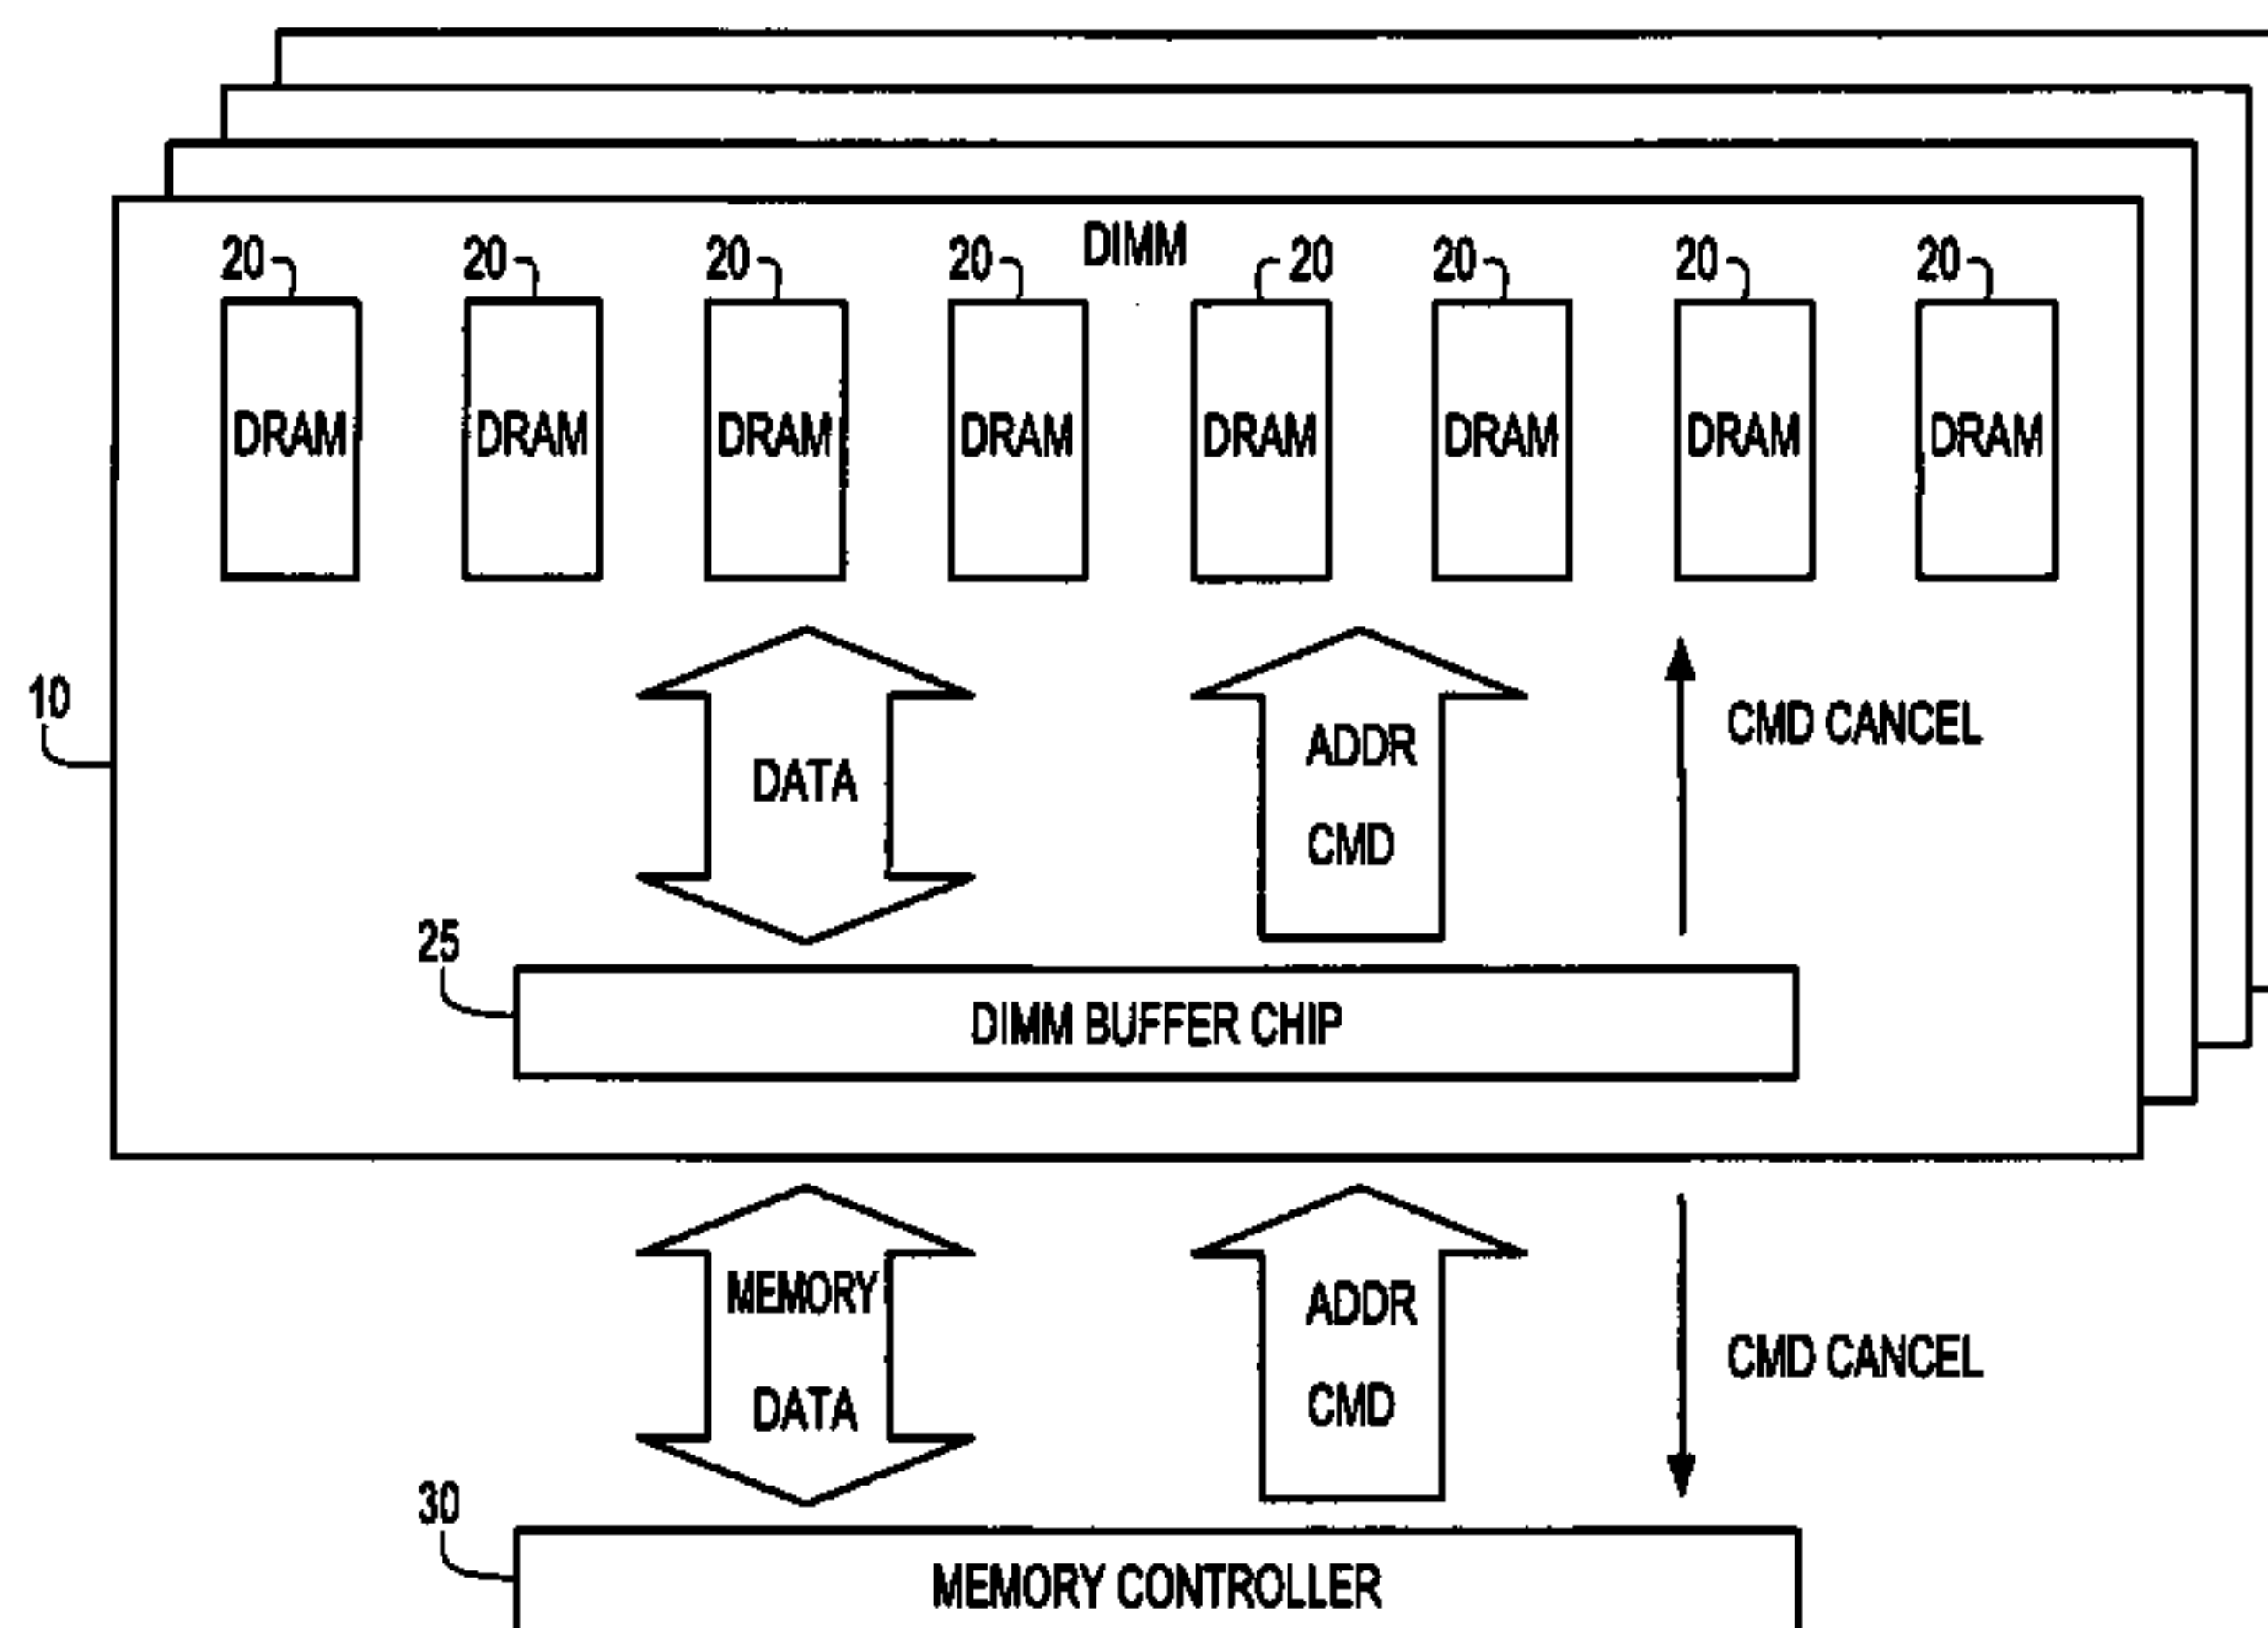 DIMM
20 20 20 20 20 20 20 20
DRAM DRAM DRAM DRAM DRAM DRAM DRAM DRAM
10
DATA
ADDR
CMD
CMD CANCEL
25
DIMM BUFFER CHIP
MEMORY
DATA
ADDR
CMD
CMD CANCEL
30
MEMORY CONTROLLER